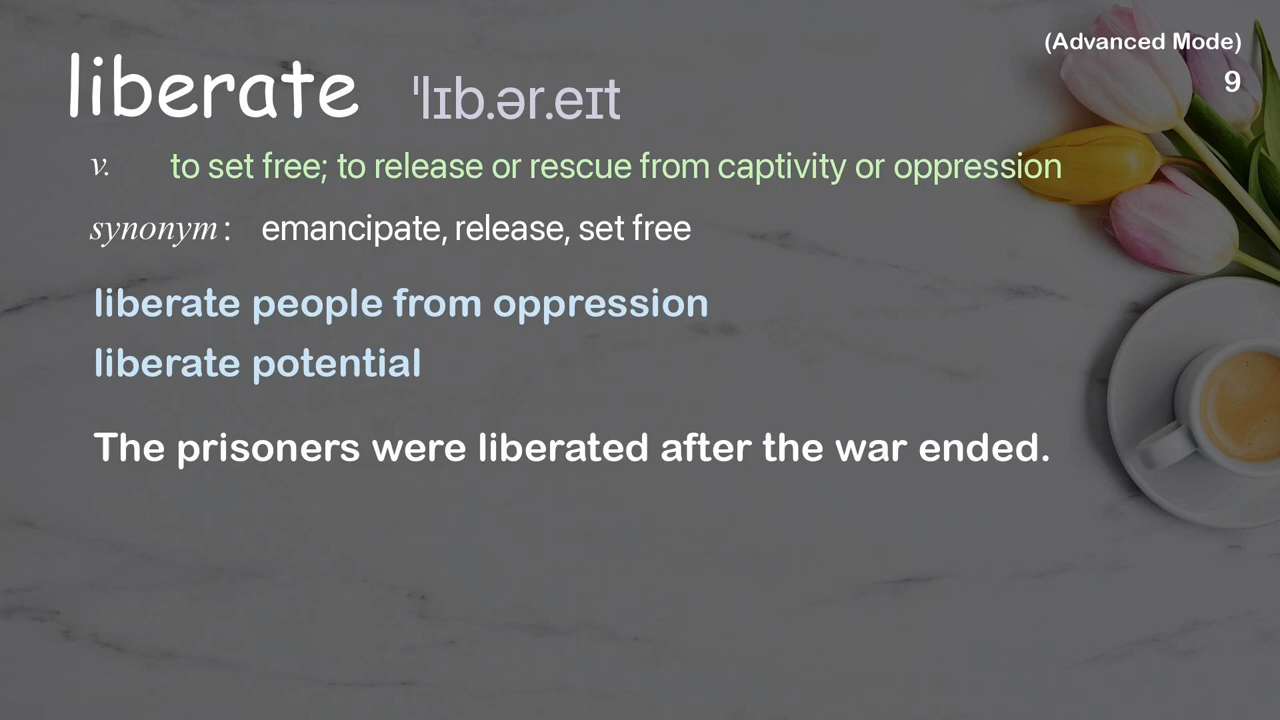 (Advanced Mode)
9
liberate ˈlɪb.ər.eɪt
v. to set free; to release or rescue from captivity or oppression
synonym : emancipate, release, set free
liberate people from oppression
liberate potential
The prisoners were liberated after the war ended.